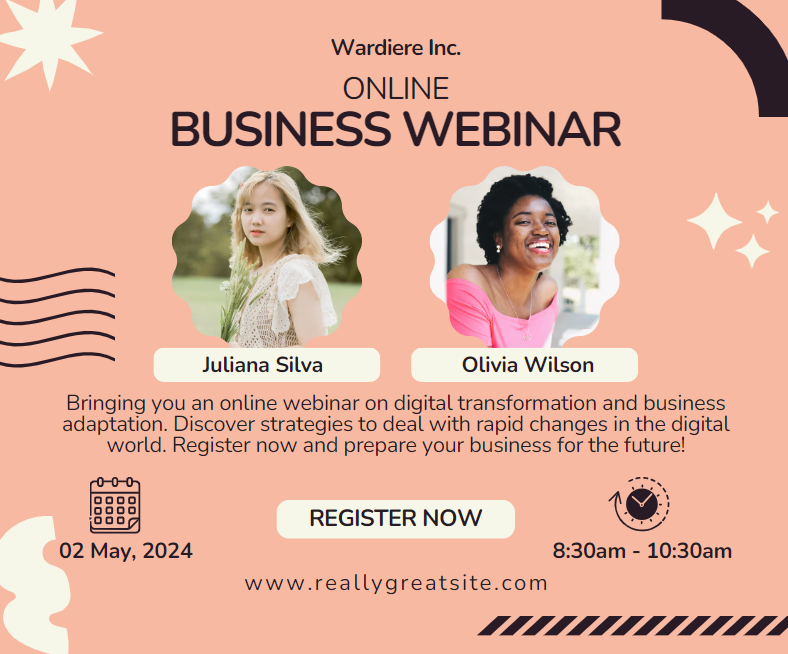 Wardiere Inc.
ONLINE
BUSINESS WEBINAR
Juliana Silva
Olivia Wilson
Bringing you an online webinar on digital transformation and business
adaptation. Discover strategies to deal with rapid changes in the digital
world. Register now and prepare your business for the future!
REGISTER NOW
02 May, 2024
8:30am - 10:30am
www.reallygreatsite.com